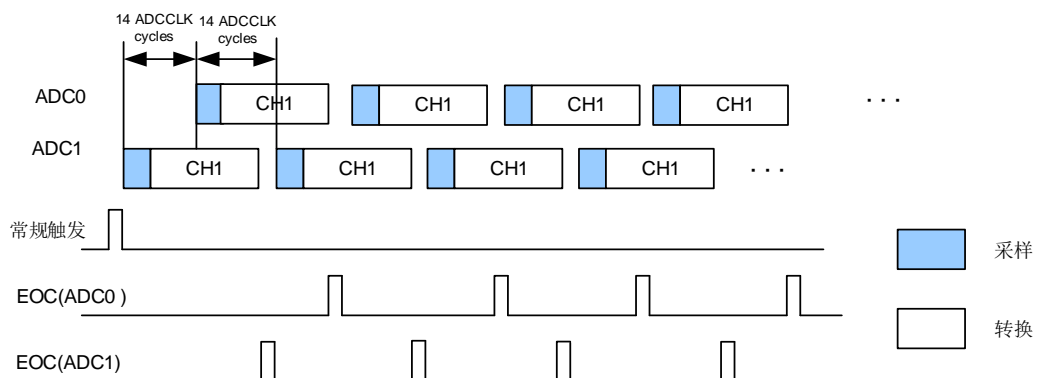 14 ADCCLK cycles
14 ADCCLK cycles
ADC0
CH1
CH1
CH1
CH1
· · ·
ADC1
CH1
CH1
CH1
CH1
· · ·
常规触发
采样
EOC(ADC0 )
转换
EOC(ADC1)